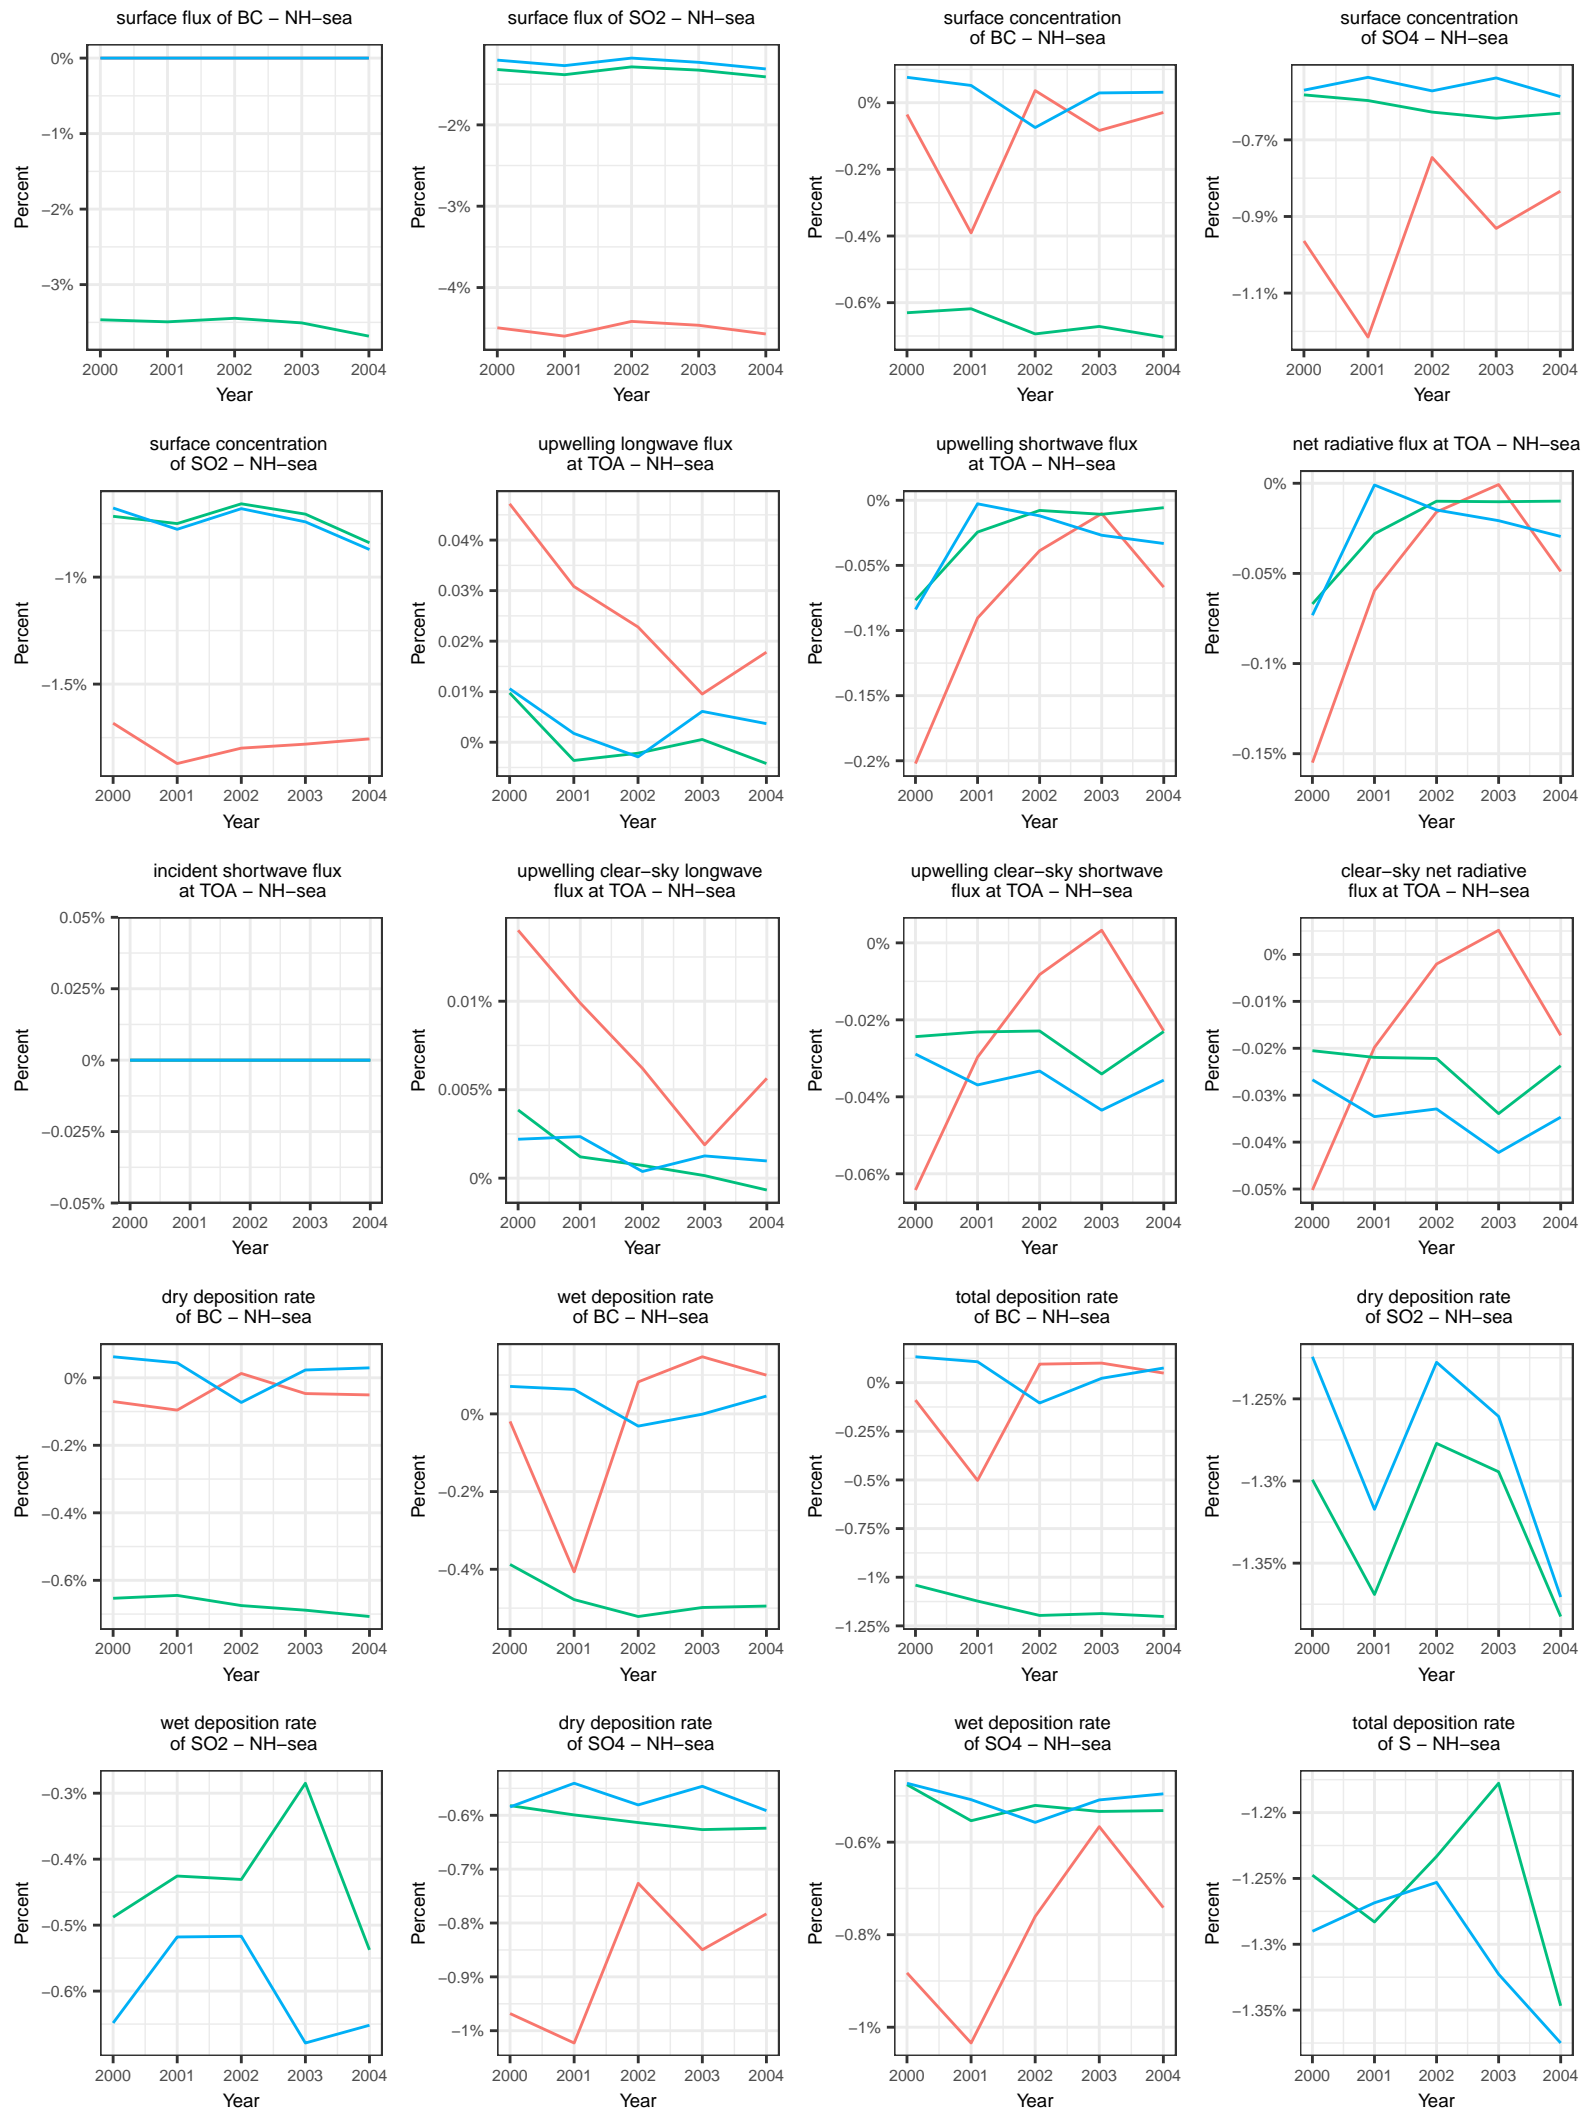 surface flux of BC − NH−sea
0%
−1%
−2%
−3%
Percent
2000 2001 2002 2003 2004
Year
surface flux of SO2 − NH−sea
−2%
−3%
−4%
Percent
2000 2001 2002 2003 2004
Year
surface concentration
of BC − NH−sea
0%
−0.2%
−0.4%
−0.6%
Percent
2000 2001 2002 2003 2004
Year
surface concentration
of SO4 − NH−sea
−0.7%
−0.9%
−1.1%
Percent
2000 2001 2002 2003 2004
Year
surface concentration
of SO2 − NH−sea
−1%
−1.5%
Percent
2000 2001 2002 2003 2004
Year
upwelling longwave flux
at TOA − NH−sea
0.04%
0.03%
0.02%
0.01%
0%
Percent
2000 2001 2002 2003 2004
Year
upwelling shortwave flux
at TOA − NH−sea
0%
−0.05%
−0.1%
−0.15%
−0.2%
Percent
2000 2001 2002 2003 2004
Year
net radiative flux at TOA − NH−sea
0%
−0.05%
−0.1%
−0.15%
Percent
2000 2001 2002 2003 2004
Year
incident shortwave flux
at TOA − NH−sea
0.05%
0.025%
0%
−0.025%
−0.05%
Percent
2000 2001 2002 2003 2004
Year
upwelling clear−sky longwave
flux at TOA − NH−sea
0.01%
0.005%
0%
Percent
2000 2001 2002 2003 2004
Year
upwelling clear−sky shortwave
flux at TOA − NH−sea
0%
−0.02%
−0.04%
−0.06%
Percent
2000 2001 2002 2003 2004
Year
clear−sky net radiative
flux at TOA − NH−sea
0%
−0.01%
−0.02%
−0.03%
−0.04%
−0.05%
Percent
2000 2001 2002 2003 2004
Year
dry deposition rate
of BC − NH−sea
0%
−0.2%
−0.4%
−0.6%
Percent
2000 2001 2002 2003 2004
Year
wet deposition rate
of BC − NH−sea
0%
−0.2%
−0.4%
Percent
2000 2001 2002 2003 2004
Year
total deposition rate
of BC − NH−sea
0%
−0.25%
−0.5%
−0.75%
−1%
−1.25%
Percent
2000 2001 2002 2003 2004
Year
dry deposition rate
of SO2 − NH−sea
−1.25%
−1.3%
−1.35%
Percent
2000 2001 2002 2003 2004
Year
wet deposition rate
of SO2 − NH−sea
−0.3%
−0.4%
−0.5%
−0.6%
Percent
2000 2001 2002 2003 2004
Year
dry deposition rate
of SO4 − NH−sea
−0.6%
−0.7%
−0.8%
−0.9%
−1%
Percent
2000 2001 2002 2003 2004
Year
wet deposition rate
of SO4 − NH−sea
−0.6%
−0.8%
−1%
Percent
2000 2001 2002 2003 2004
Year
total deposition rate
of S − NH−sea
−1.2%
−1.25%
−1.3%
−1.35%
Percent
2000 2001 2002 2003 2004
Year